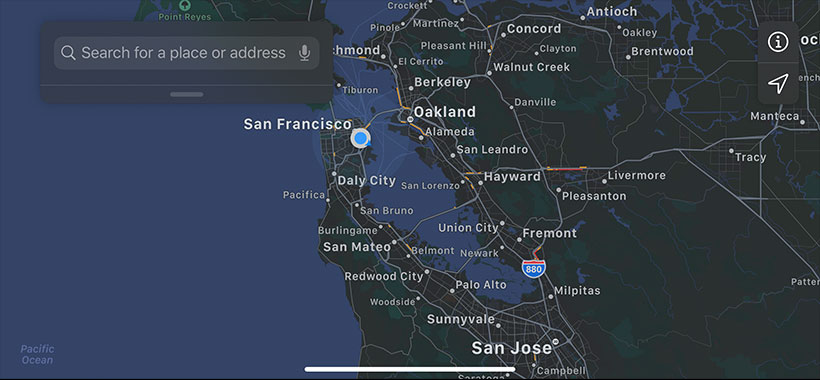 Crockett
Point Reyes
Antioch
Martinez
Pinole
Concord
Oakley
Pleasant Hill
Clayton
Search for a place or address
chmond
Brentwood
El Cerrito
Walnut Creek
Berkeley
Tiburon
Danville
Oakland
Manteca
San Francisco
Alameda
San Leandro
Tracy
Livermore
Hayward
Daly City
San Lorenzo
Pacifica
Pleasanton
San Bruno
Union City
Burlingame
Fremont
San Mateo
Belmont
Newark
880
Redwood City
Patter
Palo Alto
Milpitas
Woodside
Sunnyvale
San Jose
Pacific
Ocean
Campbell
Saratoga